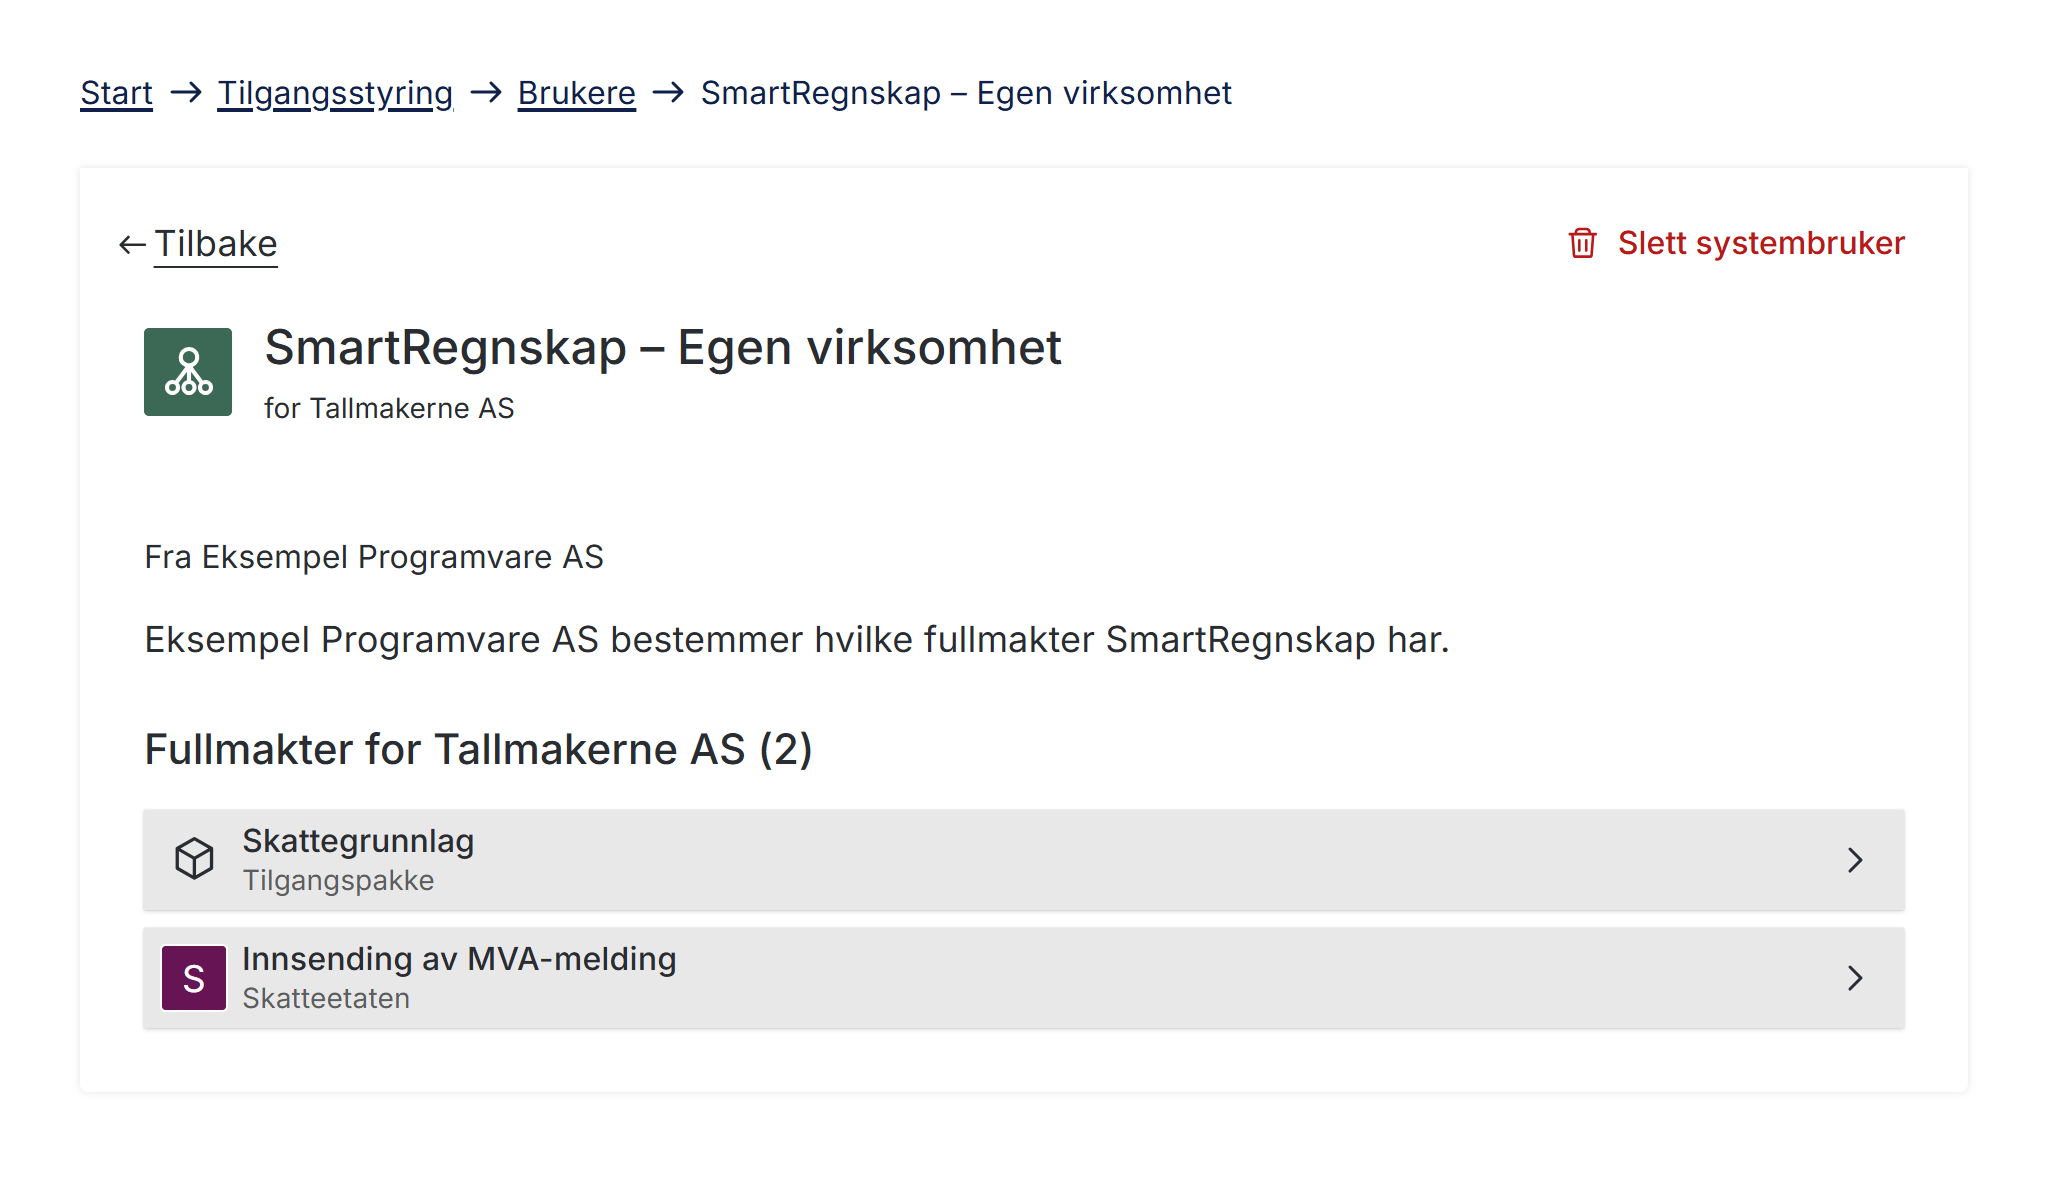 Start → Tilgangsstyring → Brukere → SmartRegnskap – Egen virksomhet
← Tilbake
Slett systembruker
SmartRegnskap – Egen virksomhet
for Tallmakerne AS
Fra Eksempel Programvare AS
Eksempel Programvare AS bestemmer hvilke fullmakter SmartRegnskap har.
Fullmakter for Tallmakerne AS (2)
Skattegrunnlag
Tilgangspakke
S
Innsending av MVA-melding
Skatteetaten